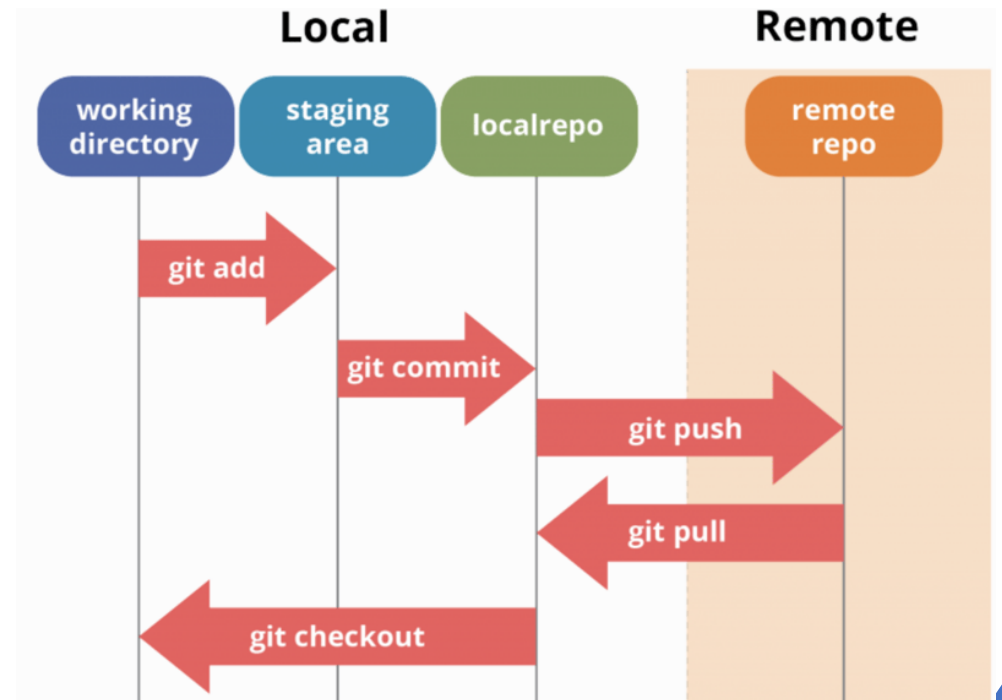 Local
Remote
working
directory
staging
area
localrepo
remote
repo
git add
git commit
git push
git pull
git checkout